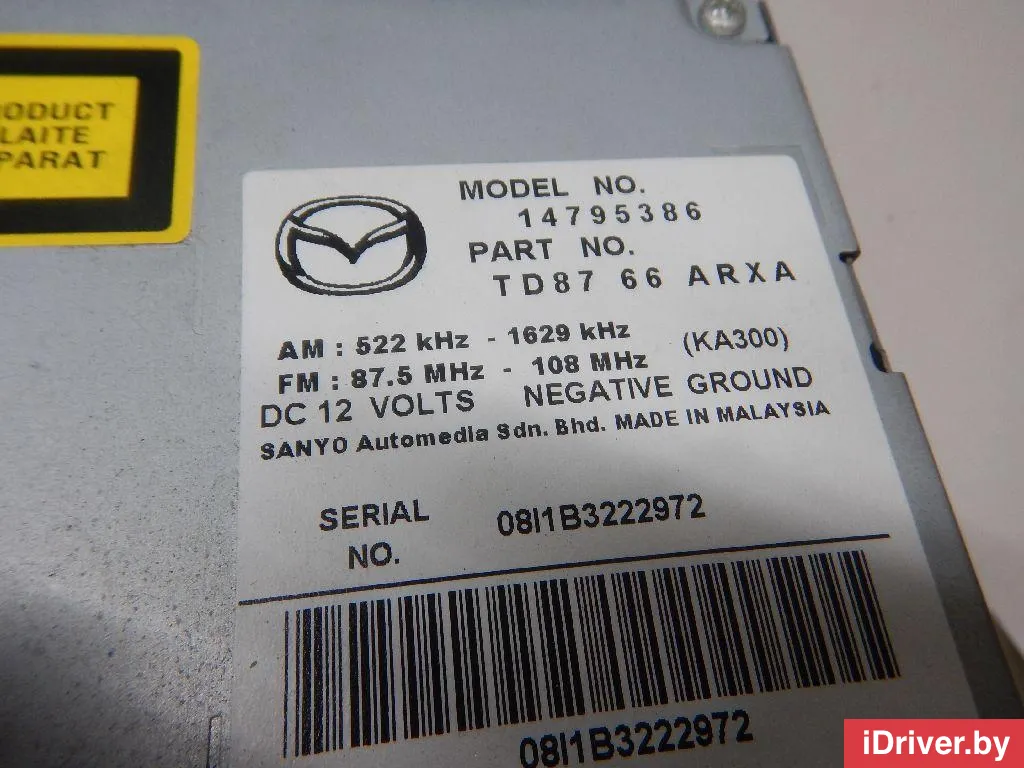 ODUCT
LAITE
PARAT
MODEL NO.
14795386
PART NO.
TD87 66 ARXA
AM : 522 kHz - 1629 kHz
FM : 87.5 MHz - 108 MHz (KA300)
DC 12 VOLTS NEGATIVE GROUND
SANYO Automedia Sdn. Bhd. MADE IN MALAYSIA
SERIAL NO. 08I1B3222972
08I1B3222972
iDriver.by